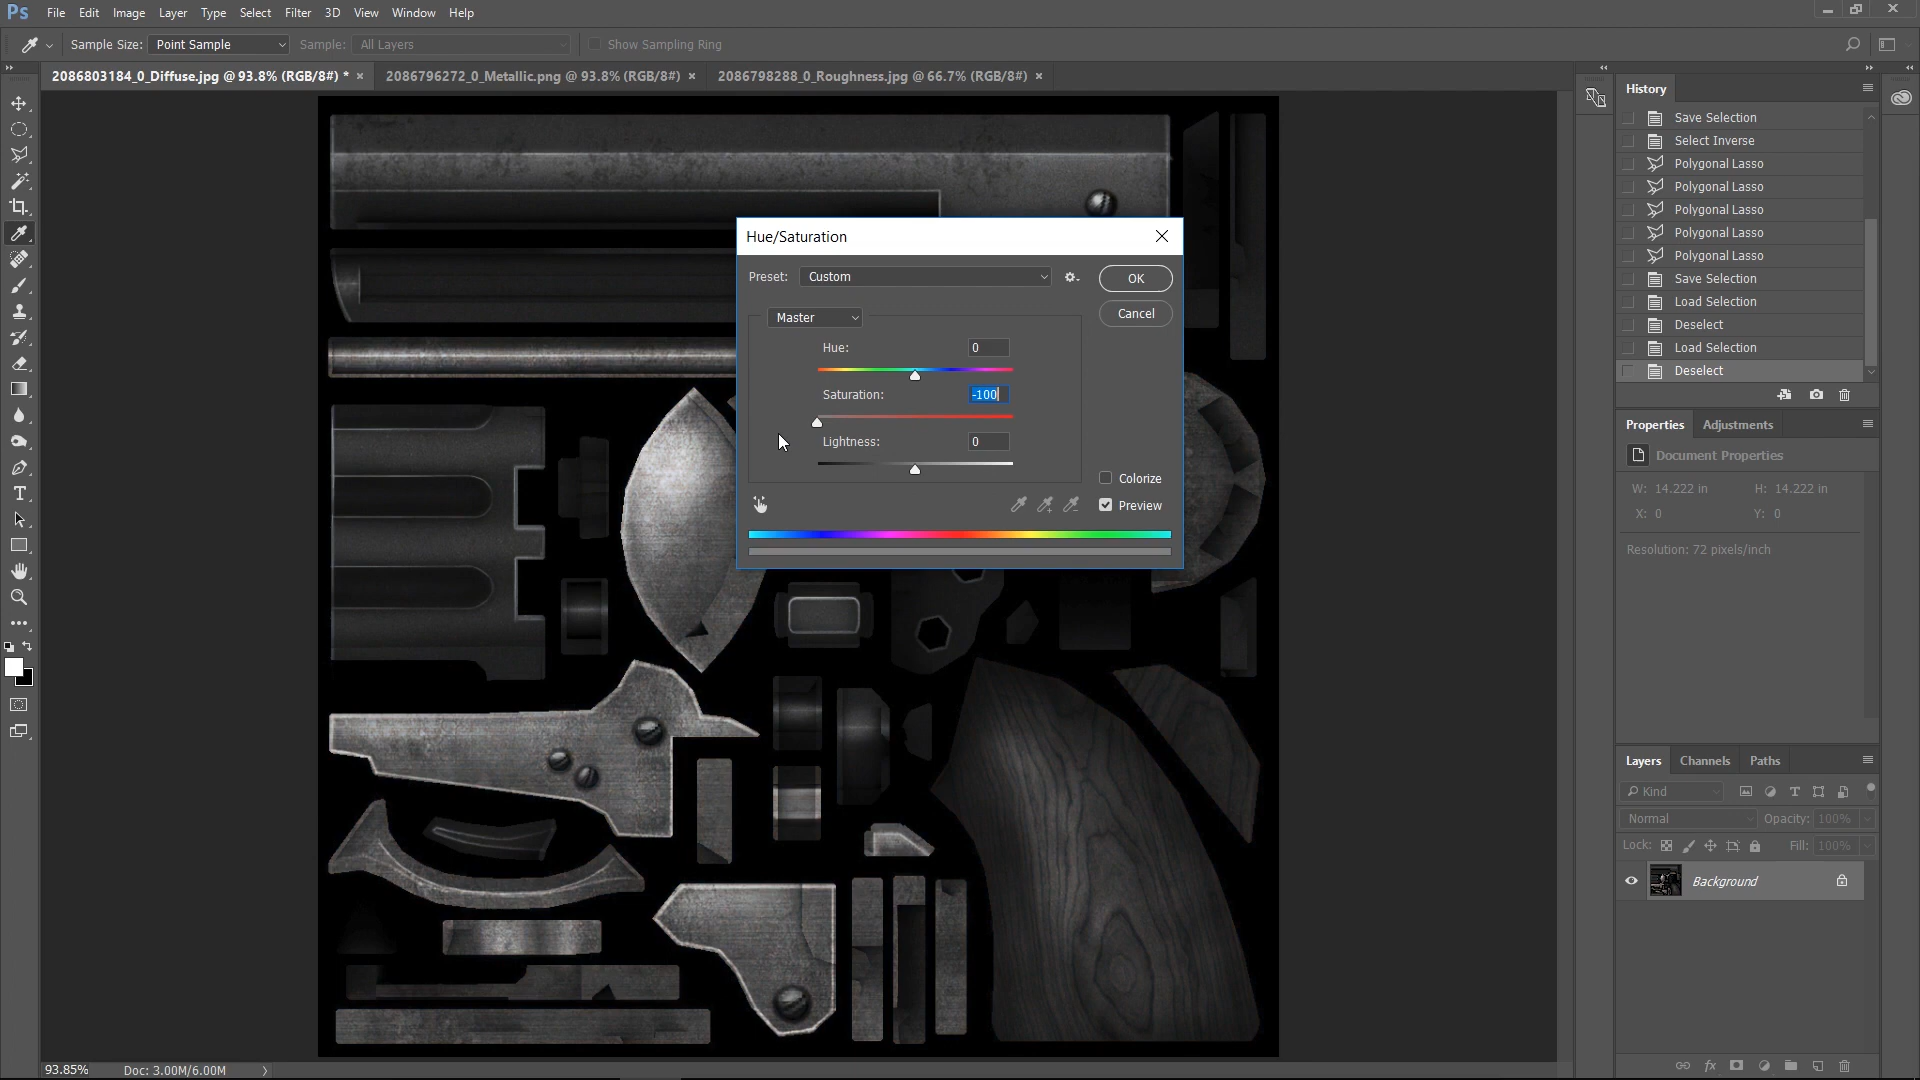 Ps File Edit Image Layer Type Select Filter 3D View Window Help
Sample Size: Point Sample Sample: All Layers Show Sampling Ring
2086803184_0_Diffuse.jpg @ 93.8% (RGB/8#) * × 2086796272_0_Metallic.png @ 93.8% (RGB/8#) × 2086798288_0_Roughness.jpg @ 66.7% (RGB/8#) ×
Hue/Saturation
Preset: Custom
OK
Cancel
Master
Hue: 0
Saturation: -100
Lightness: 0
Colorize
Preview
History
Save Selection
Select Inverse
Polygonal Lasso
Polygonal Lasso
Polygonal Lasso
Polygonal Lasso
Polygonal Lasso
Save Selection
Load Selection
Deselect
Load Selection
Deselect
Properties Adjustments
Document Properties
W: 14.222 in H: 14.222 in
X: 0 Y: 0
Resolution: 72 pixels/inch
Layers Channels Paths
Kind
Normal Opacity: 100%
Lock: Fill: 100%
Background
fx
93.85% Doc: 3.00M/6.00M